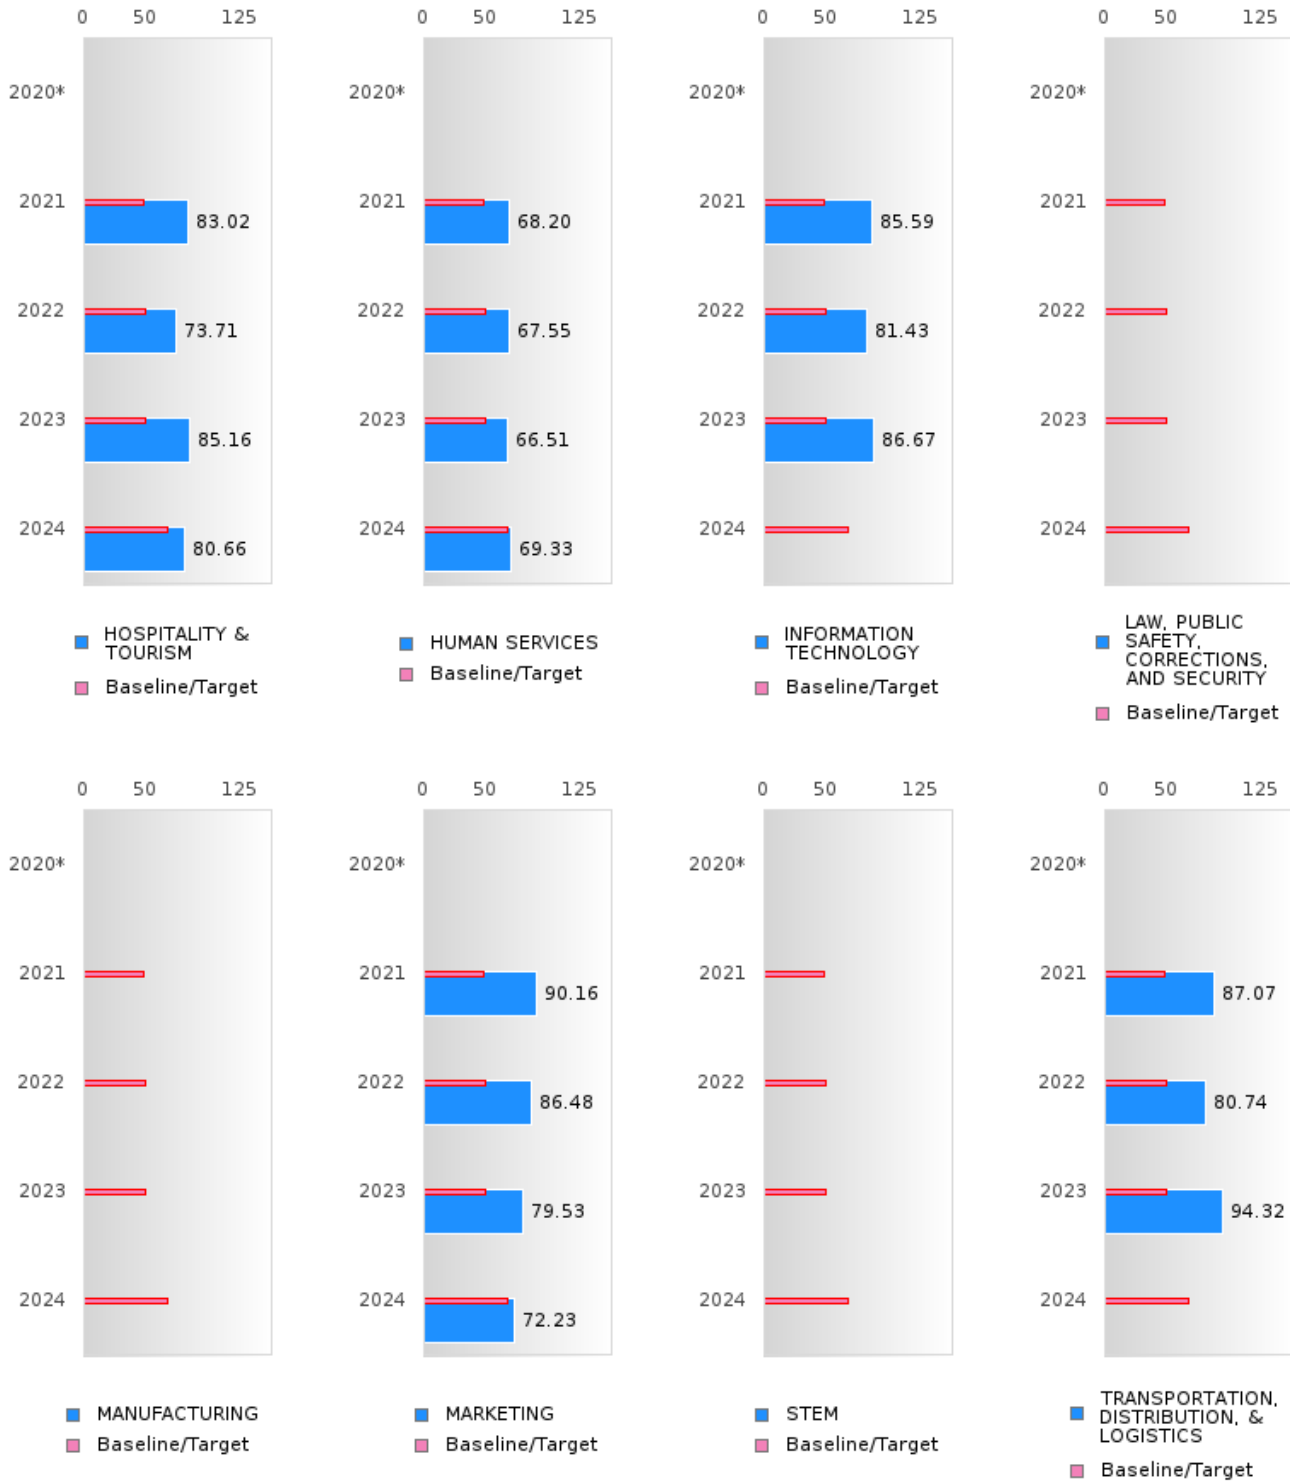 0 50 125
2020*
2021 83.02
2022 73.71
2023 85.16
2024 80.66
HOSPITALITY &
TOURISM
Baseline/Target
0 50 125
2020*
2021 68.20
2022 67.55
2023 66.51
2024 69.33
HUMAN SERVICES
Baseline/Target
0 50 125
2020*
2021 85.59
2022 81.43
2023 86.67
2024
INFORMATION
TECHNOLOGY
Baseline/Target
0 50 125
2020*
2021
2022
2023
2024
LAW, PUBLIC
SAFETY,
CORRECTIONS,
AND SECURITY
Baseline/Target
0 50 125
2020*
2021
2022
2023
2024
MANUFACTURING
Baseline/Target
0 50 125
2020*
2021 90.16
2022 86.48
2023 79.53
2024 72.23
MARKETING
Baseline/Target
0 50 125
2020*
2021
2022
2023
2024
STEM
Baseline/Target
0 50 125
2020*
2021 87.07
2022 80.74
2023 94.32
2024
TRANSPORTATION,
DISTRIBUTION, &
LOGISTICS
Baseline/Target